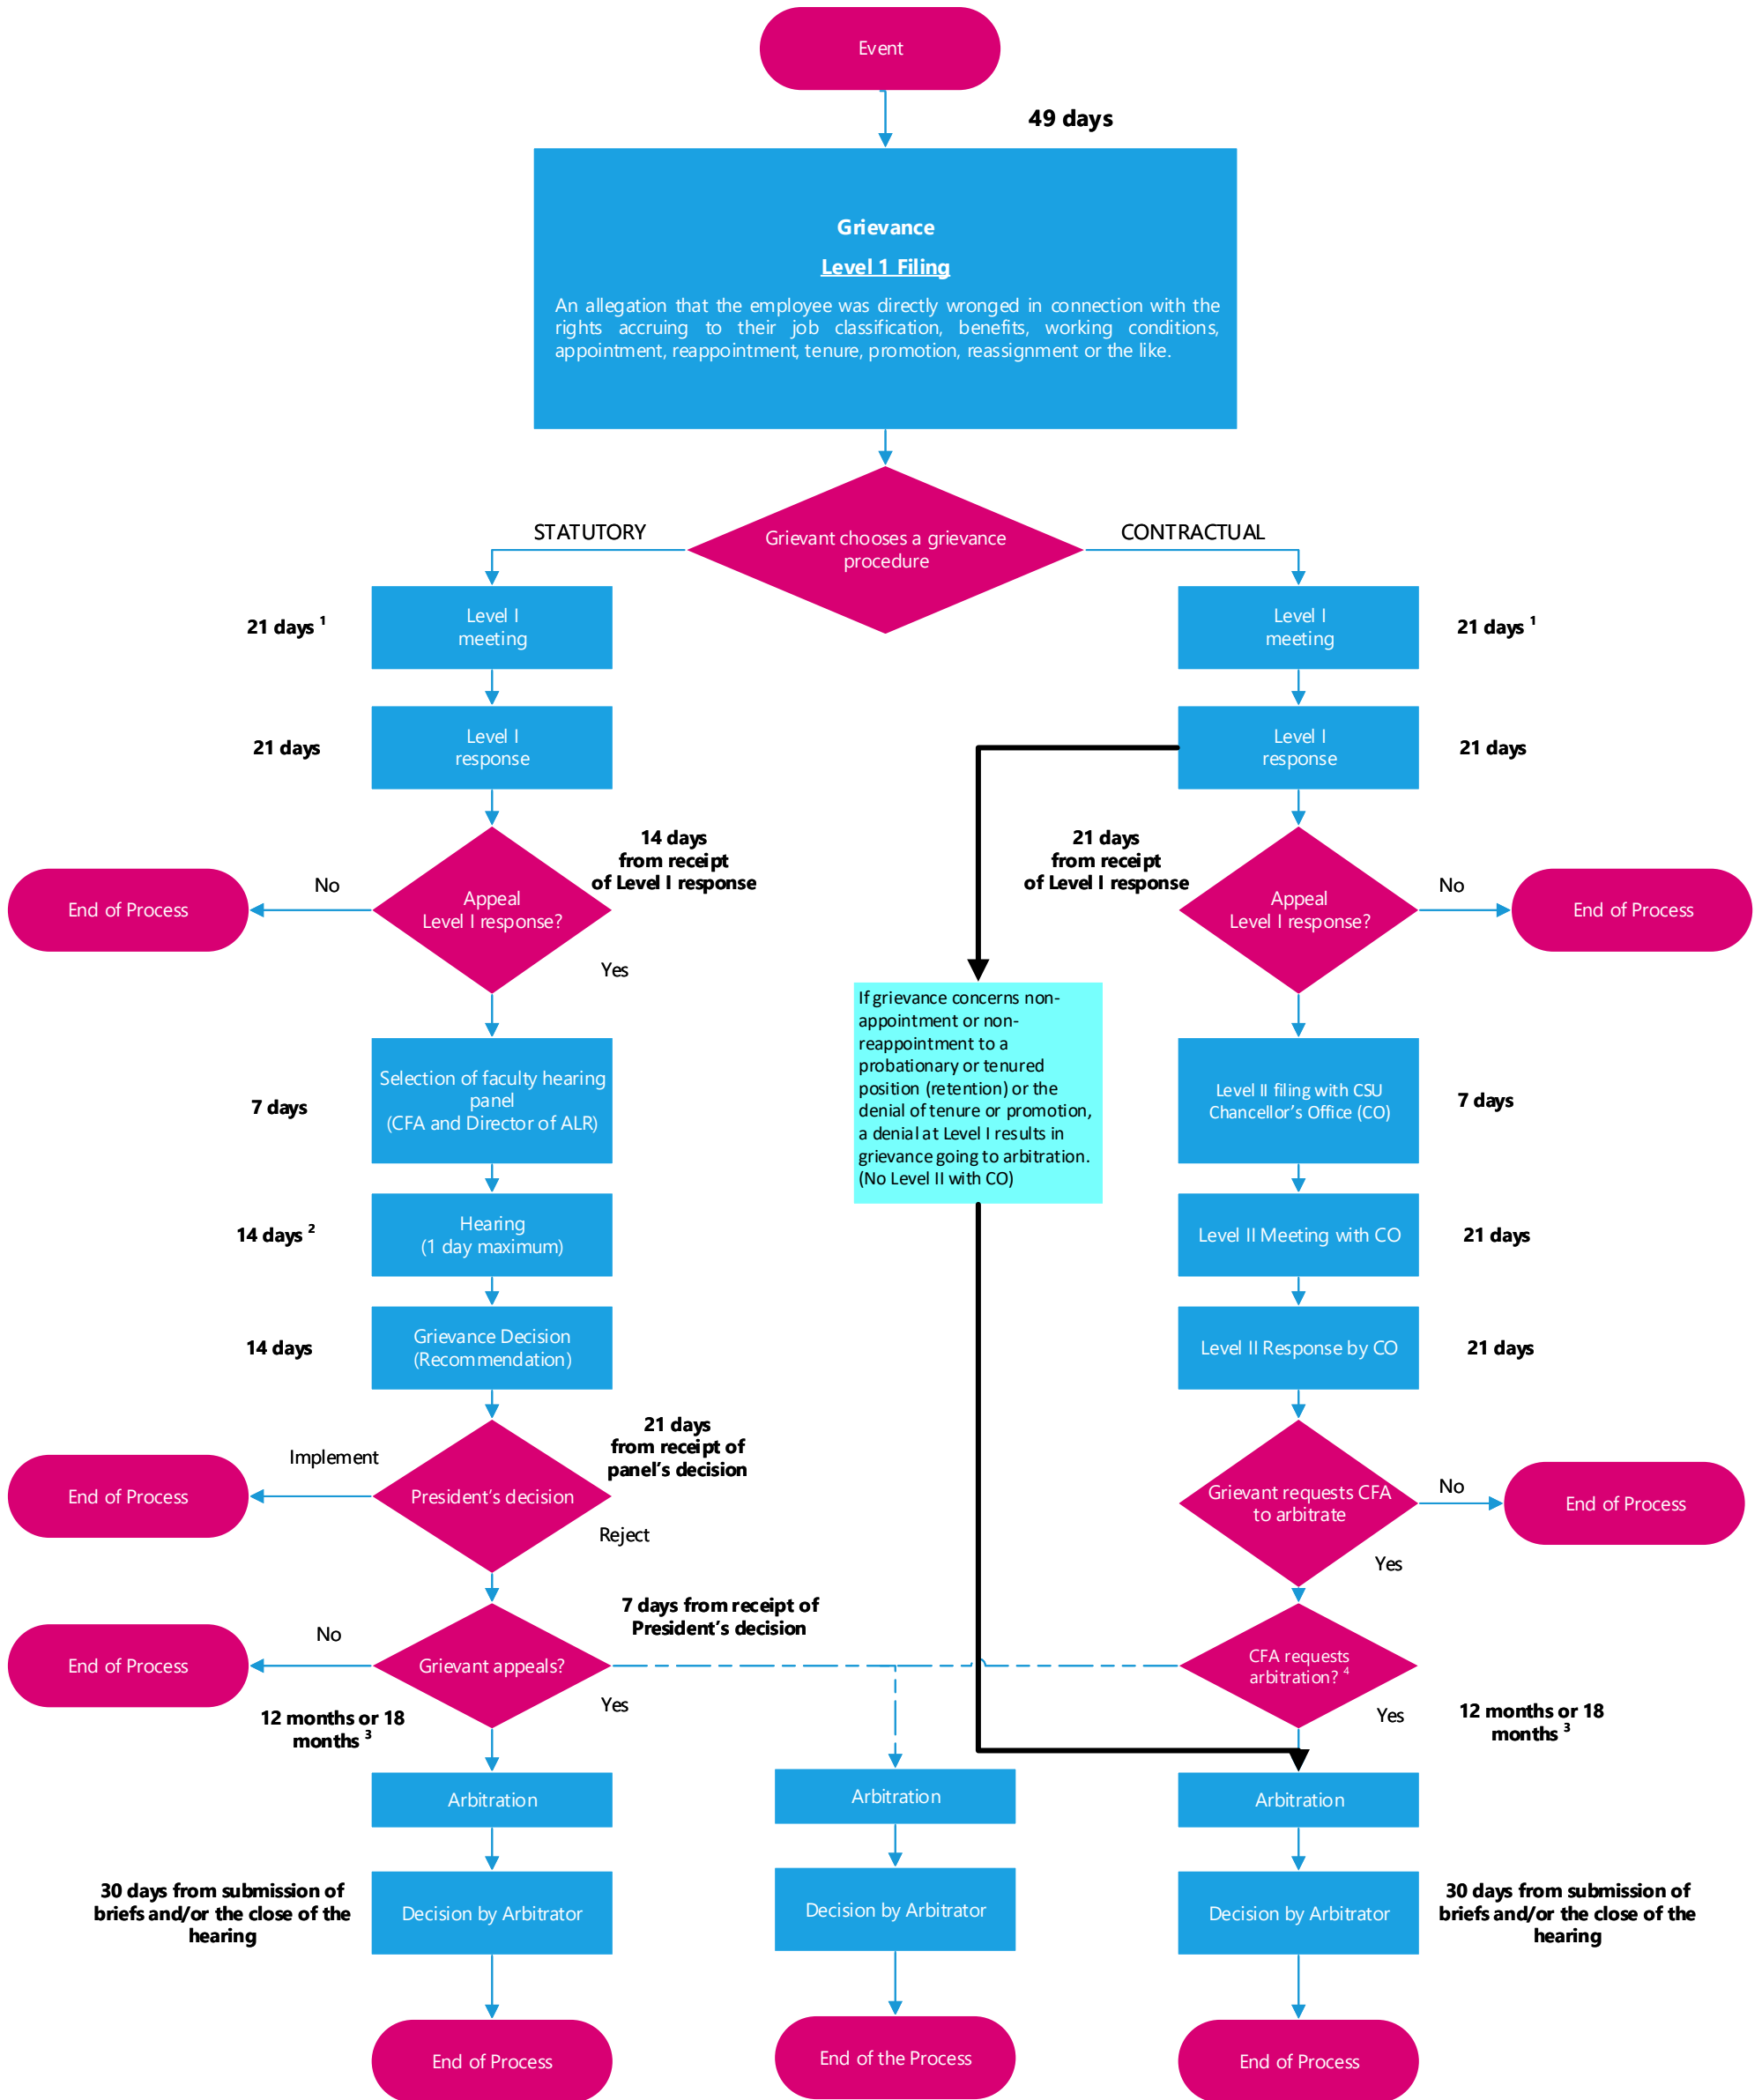 Event
49 days
Grievance
Level 1 Filing
An allegation that the employee was directly wronged in connection with the
rights accruing to their job classification, benefits, working conditions,
appointment, reappointment, tenure, promotion, reassignment or the like.
Grievant chooses a grievance
procedure
STATUTORY
CONTRACTUAL
21 days 1
Level I
meeting
Level I
meeting
21 days 1
21 days
Level I
response
Level I
response
21 days
14 days
from receipt
of Level I response
21 days
from receipt
of Level I response
End of Process
No
Appeal
Level I response?
Yes
Appeal
Level I response?
No
End of Process
If grievance concerns non-
appointment or non-
reappointment to a
probationary or tenured
position (retention) or the
denial of tenure or promotion,
a denial at Level I results in
grievance going to arbitration.
(No Level II with CO)
7 days
Selection of faculty hearing
panel
(CFA and Director of ALR)
Level II filing with CSU
Chancellor's Office (CO)
7 days
14 days 2
Hearing
(1 day maximum)
Level II Meeting with CO
21 days
14 days
Grievance Decision
(Recommendation)
Level II Response by CO
21 days
21 days
from receipt of
panel's decision
Implement
End of Process
President's decision
Reject
Grievant requests CFA
to arbitrate
No
End of Process
Yes
7 days from receipt of
President's decision
No
End of Process
Grievant appeals?
Yes
CFA requests
arbitration? 4
Yes
12 months or 18
months 3
12 months or 18
months 3
Arbitration
Arbitration
Arbitration
30 days from submission of
briefs and/or the close of the
hearing
Decision by Arbitrator
Decision by Arbitrator
Decision by Arbitrator
30 days from submission of
briefs and/or the close of the
hearing
End of Process
End of the Process
End of Process